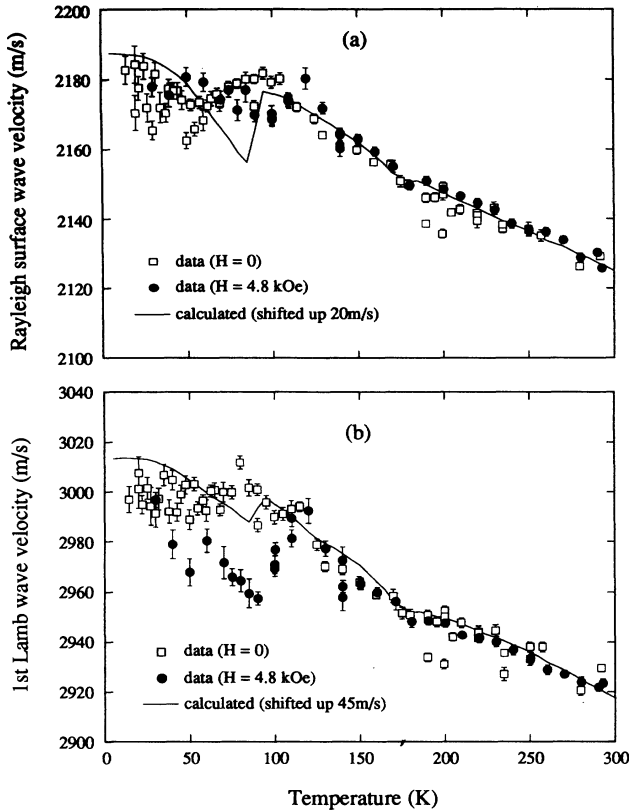 2200
2180
2160
2140
2120
2100
Rayleigh surface wave velocity (m/s)
(a)
data (H = 0)
data (H = 4.8 kOe)
calculated (shifted up 20m/s)
3040
3020
3000
2980
2960
2940
2920
2900
1st Lamb wave velocity (m/s)
(b)
data (H = 0)
data (H = 4.8 kOe)
calculated (shifted up 45m/s)
0 50 100 150 200 250 300
Temperature (K)